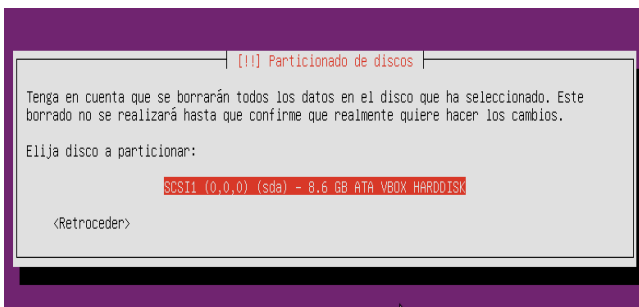 [!!] Particionado de discos
Tenga en cuenta que se borrarán todos los datos en el disco que ha seleccionado. Este
borrado no se realizará hasta que confirme que realmente quiere hacer los cambios.
Elija disco a particionar:
SCSI1 (0,0,0) (sda) – 8.6 GB ATA VBOX HARDDISK
<Retroceder>